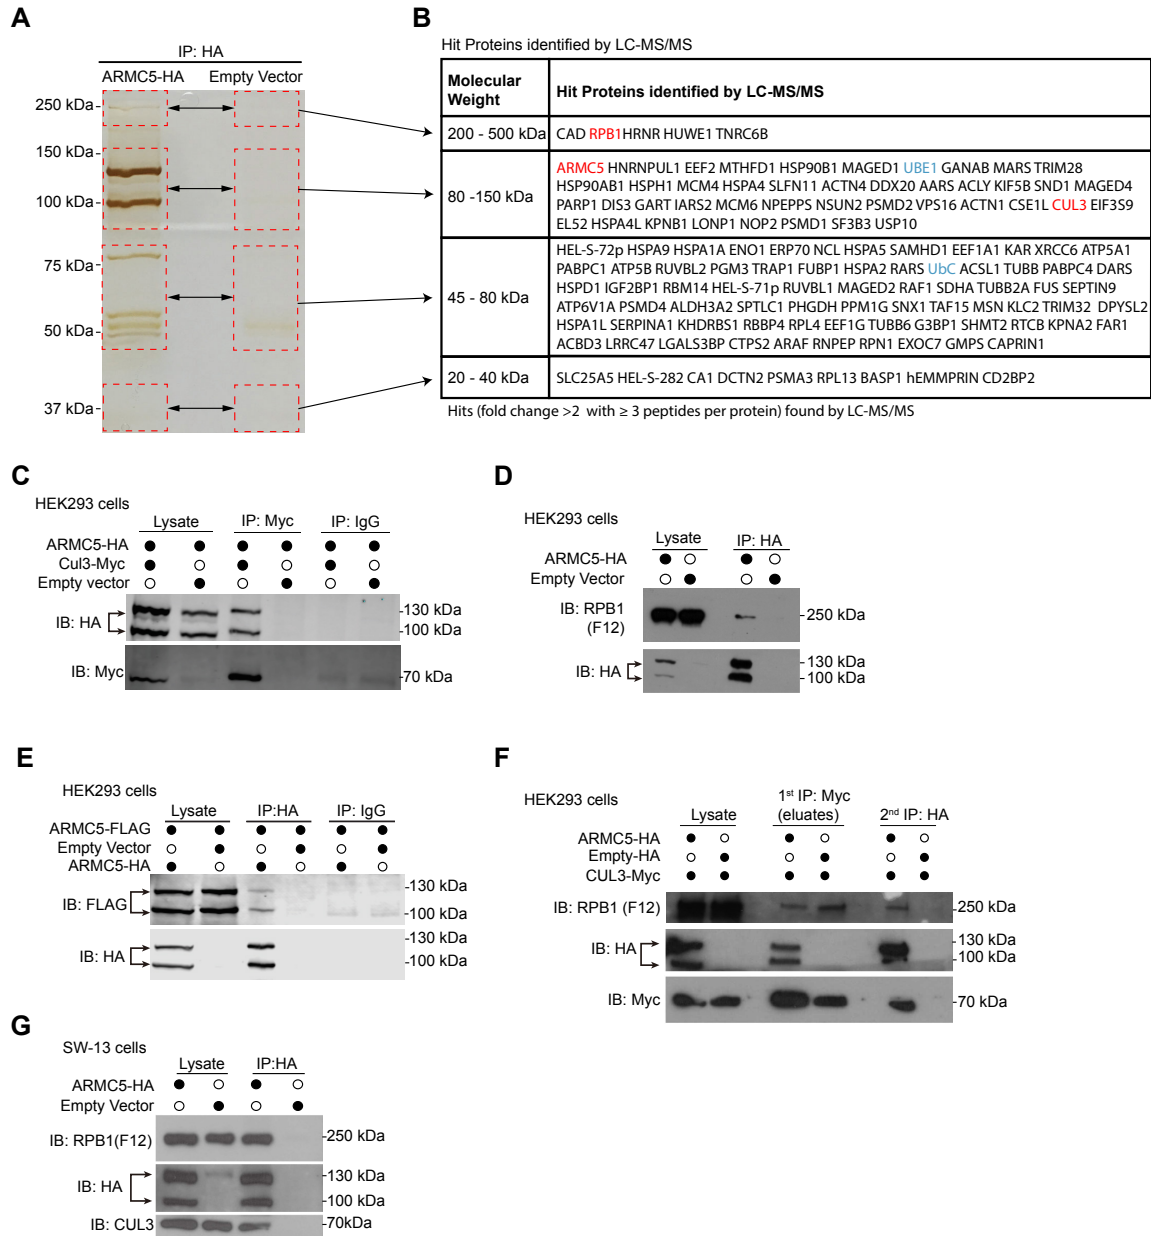 A
IP: HA
ARMC5-HA Empty Vector
250 kDa-
150 kDa-
100 kDa-
75 kDa-
50 kDa-
37 kDa-
B
Hit Proteins identified by LC-MS/MS
Molecular Weight
Hit Proteins identified by LC-MS/MS
200 - 500 kDa
CAD RPB1HRNR HUWE1 TNRC6B
80 -150 kDa
ARMC5 HNRNPUL1 EEF2 MTHFD1 HSP90B1 MAGED1 UBE1 GANAB MARS TRIM28
HSP90AB1 HSPH1 MCM4 HSPA4 SLFN11 ACTN4 DDX20 AARS ACLY KIF5B SND1 MAGED4
PARP1 DIS3 GART IARS2 MCM6 NPEPPS NSUN2 PSMD2 VPS16 ACTN1 CSE1L CUL3 EIF3S9
EL52 HSPA4L KPNB1 LONP1 NOP2 PSMD1 SF3B3 USP10
45 - 80 kDa
HEL-S-72p HSPA9 HSPA1A ENO1 ERP70 NCL HSPA5 SAMHD1 EEF1A1 KAR XRCC6 ATP5A1
PABPC1 ATP5B RUVBL2 PGM3 TRAP1 FUBP1 HSPA2 RARS UbC ACSL1 TUBB PABPC4 DARS
HSPD1 IGF2BP1 RBM14 HEL-S-71p RUVBL1 MAGED2 RAF1 SDHA TUBB2A FUS SEPTIN9
ATP6V1A PSMD4 ALDH3A2 SPTLC1 PHGDH PPM1G SNX1 TAF15 MSN KLC2 TRIM32 DPYSL2
HSPA1L SERPINA1 KHDRBS1 RBBP4 RPL4 EEF1G TUBB6 G3BP1 SHMT2 RTCB KPNA2 FAR1
ACBD3 LRRC47 LGALS3BP CTPS2 ARAF RNPEP RPN1 EXOC7 GMPS CAPRIN1
20 - 40 kDa
SLC25A5 HEL-S-282 CA1 DCTN2 PSMA3 RPL13 BASP1 hEMMPRIN CD2BP2
Hits (fold change >2 with ≥ 3 peptides per protein) found by LC-MS/MS
C
HEK293 cells
Lysate IP: Myc IP: IgG
ARMC5-HA
Cul3-Myc
Empty vector
IB: HA
-130 kDa
-100 kDa
IB: Myc
-70 kDa
D
HEK293 cells
Lysate IP: HA
ARMC5-HA
Empty Vector
IB: RPB1 (F12)
-250 kDa
IB: HA
-130 kDa
-100 kDa
E
HEK293 cells
Lysate IP:HA IP: IgG
ARMC5-FLAG
Empty Vector
ARMC5-HA
IB: FLAG
-130 kDa
-100 kDa
IB: HA
-130 kDa
-100 kDa
F
HEK293 cells
Lysate
1st IP: Myc (eluates)
2nd IP: HA
ARMC5-HA
Empty-HA
CUL3-Myc
IB: RPB1 (F12)
-250 kDa
IB: HA
-130 kDa
-100 kDa
IB: Myc
-70 kDa
G
SW-13 cells
Lysate IP:HA
ARMC5-HA
Empty Vector
IB: RPB1(F12)
-250 kDa
IB: HA
-130 kDa
-100 kDa
IB: CUL3
-70kDa